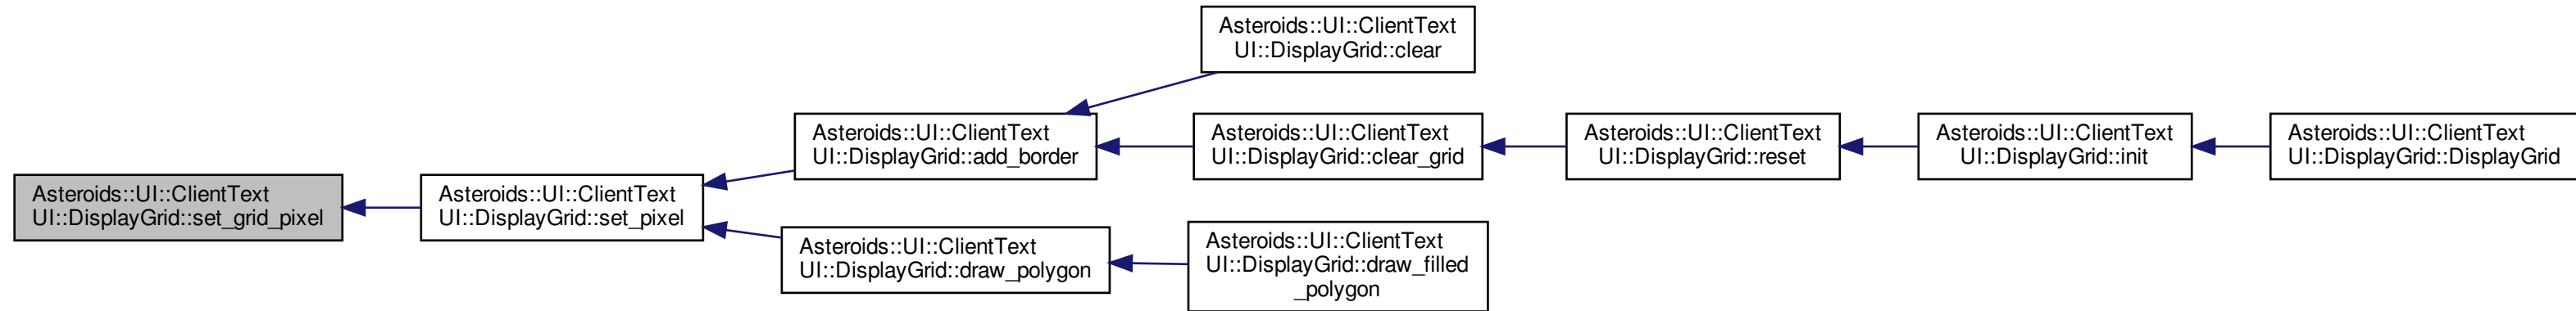 Asteroids::UI::ClientText
UI::DisplayGrid::clear
Asteroids::UI::ClientText
UI::DisplayGrid::add_border
Asteroids::UI::ClientText
UI::DisplayGrid::clear_grid
Asteroids::UI::ClientText
UI::DisplayGrid::reset
Asteroids::UI::ClientText
UI::DisplayGrid::init
Asteroids::UI::ClientText
UI::DisplayGrid::DisplayGrid
Asteroids::UI::ClientText
UI::DisplayGrid::set_grid_pixel
Asteroids::UI::ClientText
UI::DisplayGrid::set_pixel
Asteroids::UI::ClientText
UI::DisplayGrid::draw_polygon
Asteroids::UI::ClientText
UI::DisplayGrid::draw_filled
_polygon